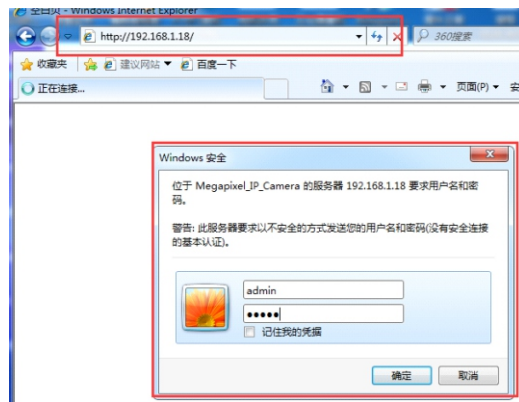 空白页 - Windows Internet Explorer
http://192.168.1.18/
360搜索
收藏夹 建议网站 ▼ 百度一下
正在连接... 页面(P) ▼ 安
Windows 安全
位于 Megapixel_IP_Camera 的服务器 192.168.1.18 要求用户名和密
码。
警告: 此服务器要求以不安全的方式发送您的用户名和密码(没有安全连接
的基本认证)。
admin
●●●●●
记住我的凭据
确定 取消